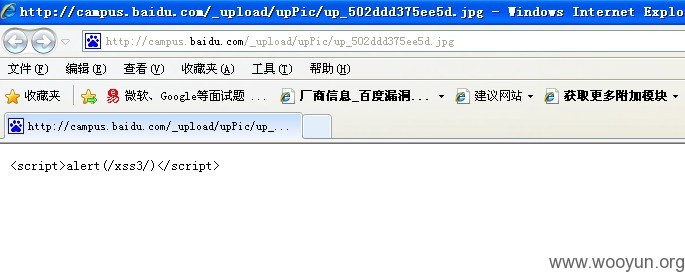 http://campus.baidu.com/_upload/upPic/up_502ddd375ee5d.jpg - Windows Internet Explo
http://campus.baidu.com/_upload/upPic/up_502ddd375ee5d.jpg
文件(F) 编辑(E) 查看(V) 收藏夹(A) 工具(T) 帮助(H)
收藏夹 易 微软、Google等面试题 ... 厂商信息_百度漏洞... 建议网站 获取更多附加模块
http://campus.baidu.com/_upload/upPic/up_...
<script>alert(/xss3/)</script>
www.wooyun.org